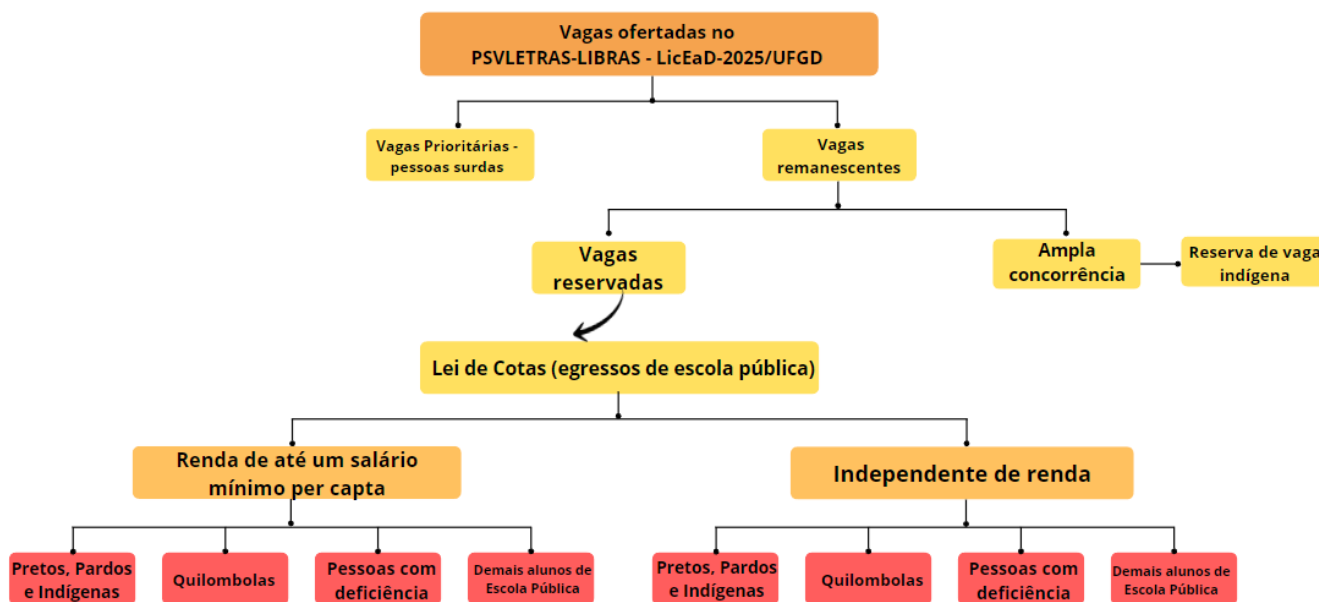 Vagas ofertadas no
PSVLETRAS-LIBRAS - LicEaD-2025/UFGD
Vagas Prioritárias -
pessoas surdas
Vagas
remanescentes
Vagas
reservadas
Ampla
concorrência
Reserva de vaga
indígena
Lei de Cotas (egressos de escola pública)
Renda de até um salário
mínimo per capta
Independente de renda
Pretos, Pardos
e Indígenas
Quilombolas
Pessoas com
deficiência
Demais alunos de
Escola Pública
Pretos, Pardos
e Indígenas
Quilombolas
Pessoas com
deficiência
Demais alunos de
Escola Pública